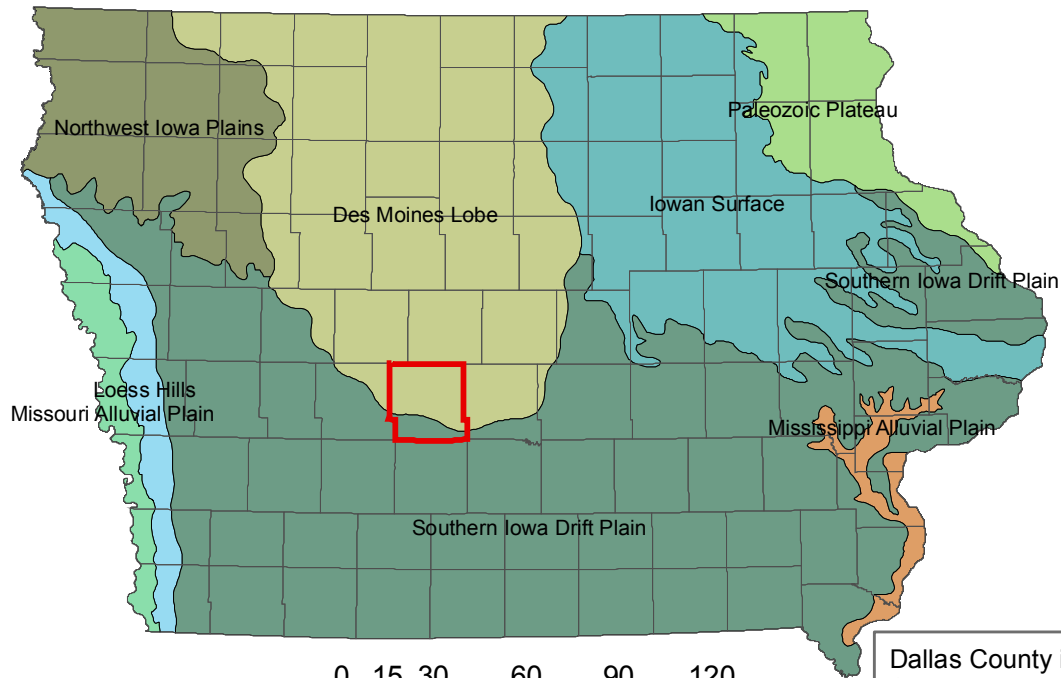 Northwest Iowa Plains
Paleozoic Plateau
Des Moines Lobe
Iowan Surface
Southern Iowa Drift Plain
Loess Hills
Missouri Alluvial Plain
Mississippi Alluvial Plain
Southern Iowa Drift Plain
0 15 30 60 90 120
Dallas County i